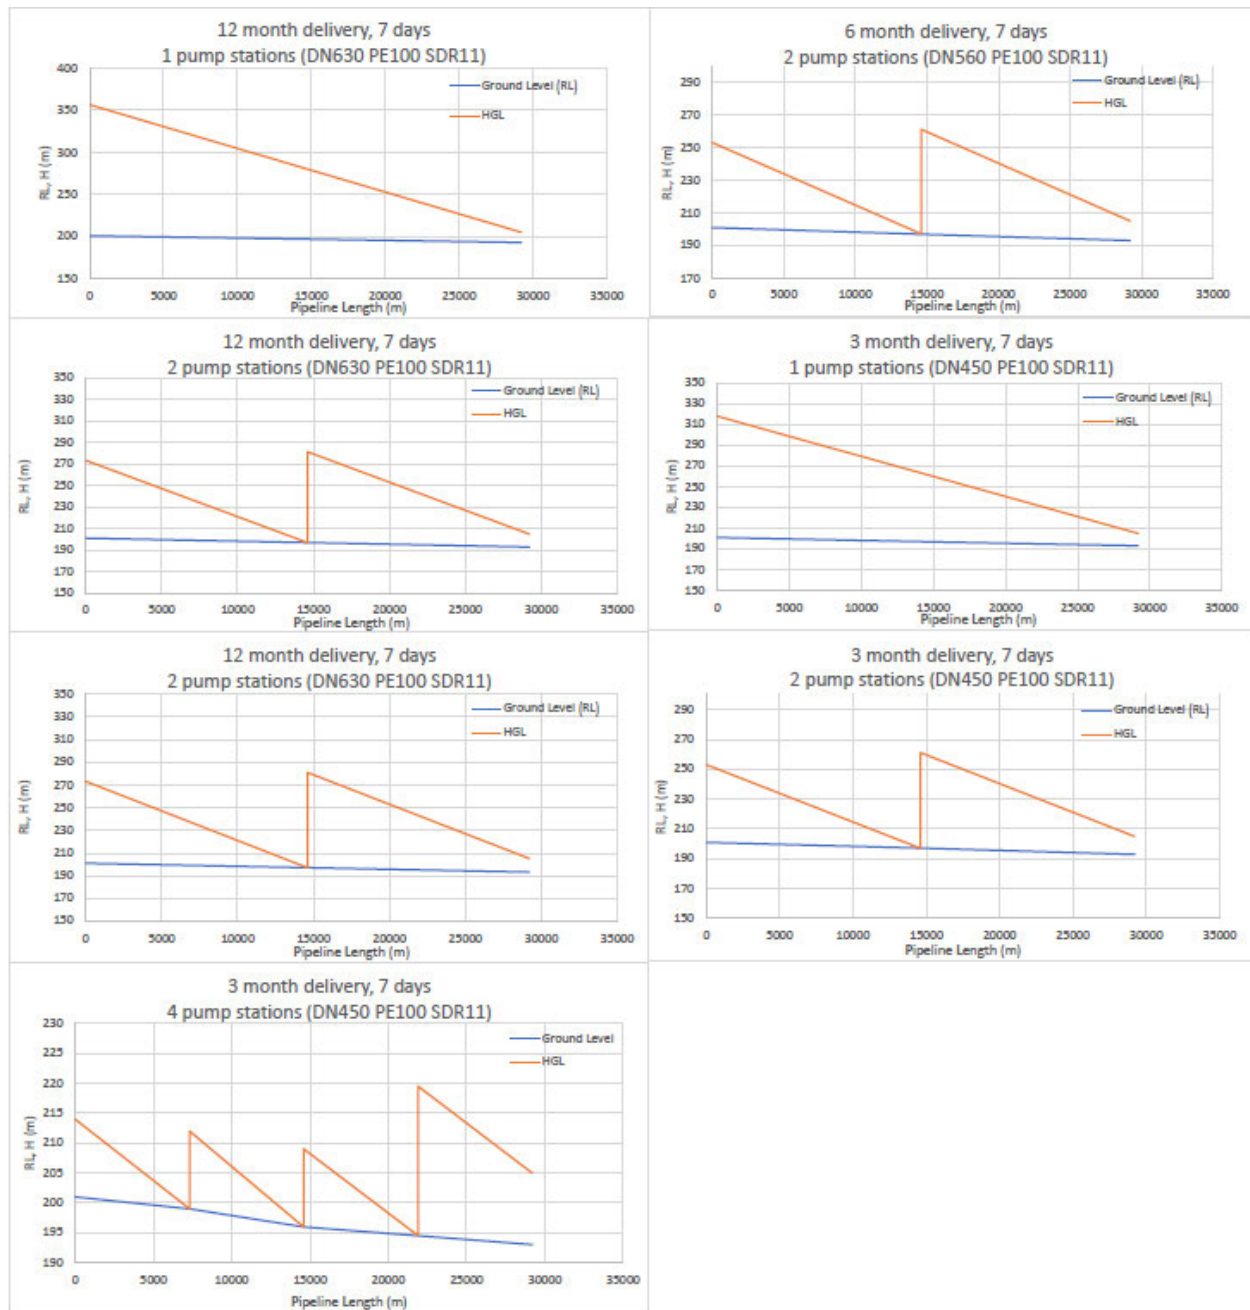 12 month delivery, 7 days
1 pump stations (DN630 PE100 SDR11)
400
350
300
250
200
150
RL, H (m)
Ground Level (RL)
HGL
0 5000 10000 15000 20000 25000 30000 35000
Pipeline Length (m)
6 month delivery, 7 days
2 pump stations (DN560 PE100 SDR11)
290
270
250
230
210
190
170
RL, H (m)
Ground Level (RL)
HGL
0 5000 10000 15000 20000 25000 30000 35000
Pipeline Length (m)
12 month delivery, 7 days
2 pump stations (DN630 PE100 SDR11)
350
330
310
290
270
250
230
210
190
170
150
RL, H (m)
Ground Level (RL)
HGL
0 5000 10000 15000 20000 25000 30000 35000
Pipeline Length (m)
3 month delivery, 7 days
1 pump stations (DN450 PE100 SDR11)
350
330
310
290
270
250
230
210
190
170
150
RL, H (m)
Ground Level (RL)
HGL
0 5000 10000 15000 20000 25000 30000 35000
Pipeline Length (m)
12 month delivery, 7 days
2 pump stations (DN630 PE100 SDR11)
350
330
310
290
270
250
230
210
190
170
150
RL, H (m)
Ground Level (RL)
HGL
0 5000 10000 15000 20000 25000 30000 35000
Pipeline Length (m)
3 month delivery, 7 days
2 pump stations (DN450 PE100 SDR11)
290
270
250
230
210
190
170
150
RL, H (m)
Ground Level (RL)
HGL
0 5000 10000 15000 20000 25000 30000 35000
Pipeline Length (m)
3 month delivery, 7 days
4 pump stations (DN450 PE100 SDR11)
230
225
220
215
210
205
200
195
190
RL, H (m)
Ground Level
HGL
0 5000 10000 15000 20000 25000 30000 35000
Pipeline Length (m)